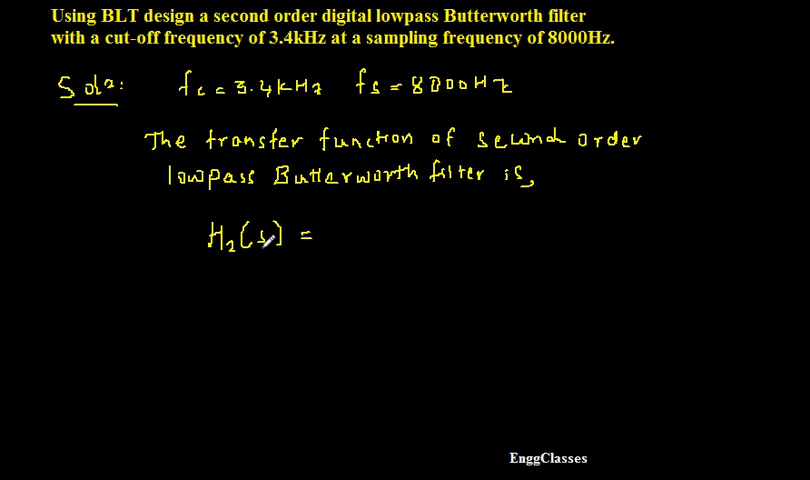 Using BLT design a second order digital lowpass Butterworth filter
with a cut-off frequency of 3.4kHz at a sampling frequency of 8000Hz.
Solⁿ: fc = 3.4kHz fs = 8000Hz
The transfer function of second order
lowpass Butterworth filter is,
H₂(s) =
EnggClasses